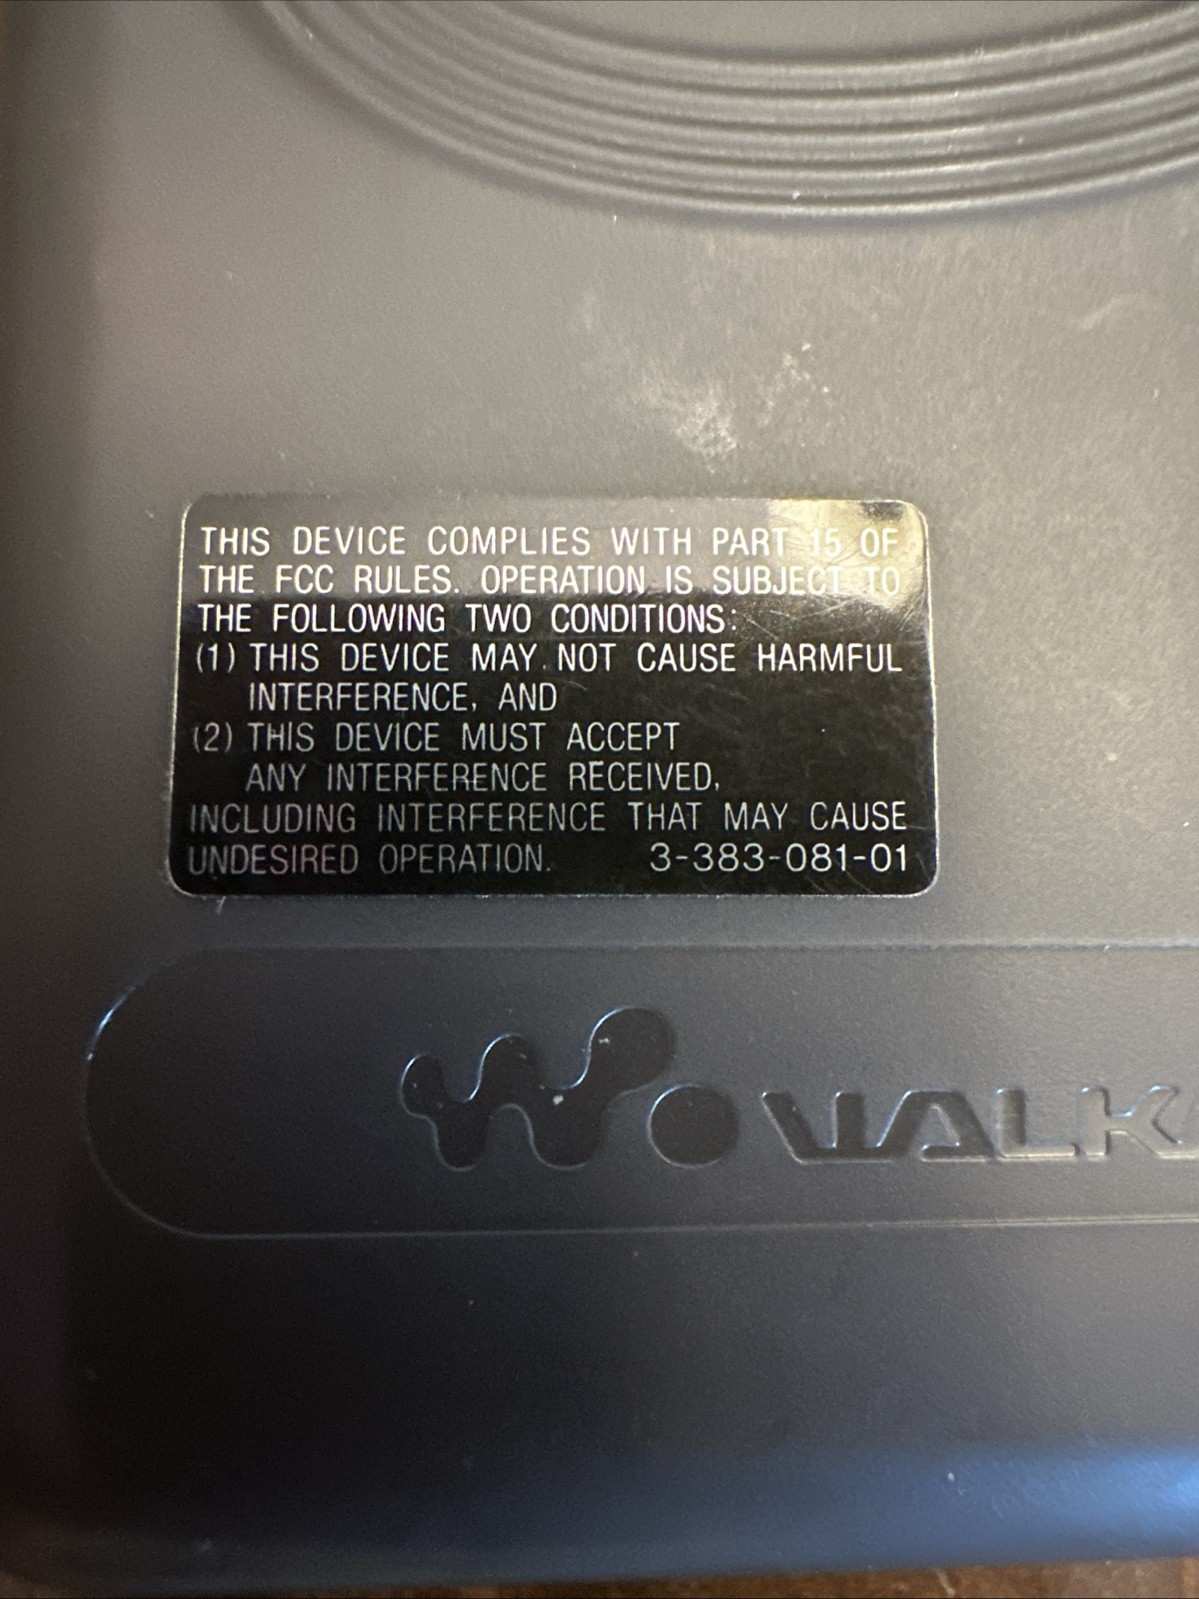 THIS DEVICE COMPLIES WITH PART 15 OF
THE FCC RULES. OPERATION IS SUBJECT TO
THE FOLLOWING TWO CONDITIONS:
(1) THIS DEVICE MAY NOT CAUSE HARMFUL
INTERFERENCE, AND
(2) THIS DEVICE MUST ACCEPT
ANY INTERFERENCE RECEIVED,
INCLUDING INTERFERENCE THAT MAY CAUSE
UNDESIRED OPERATION. 3-383-081-01
WALK